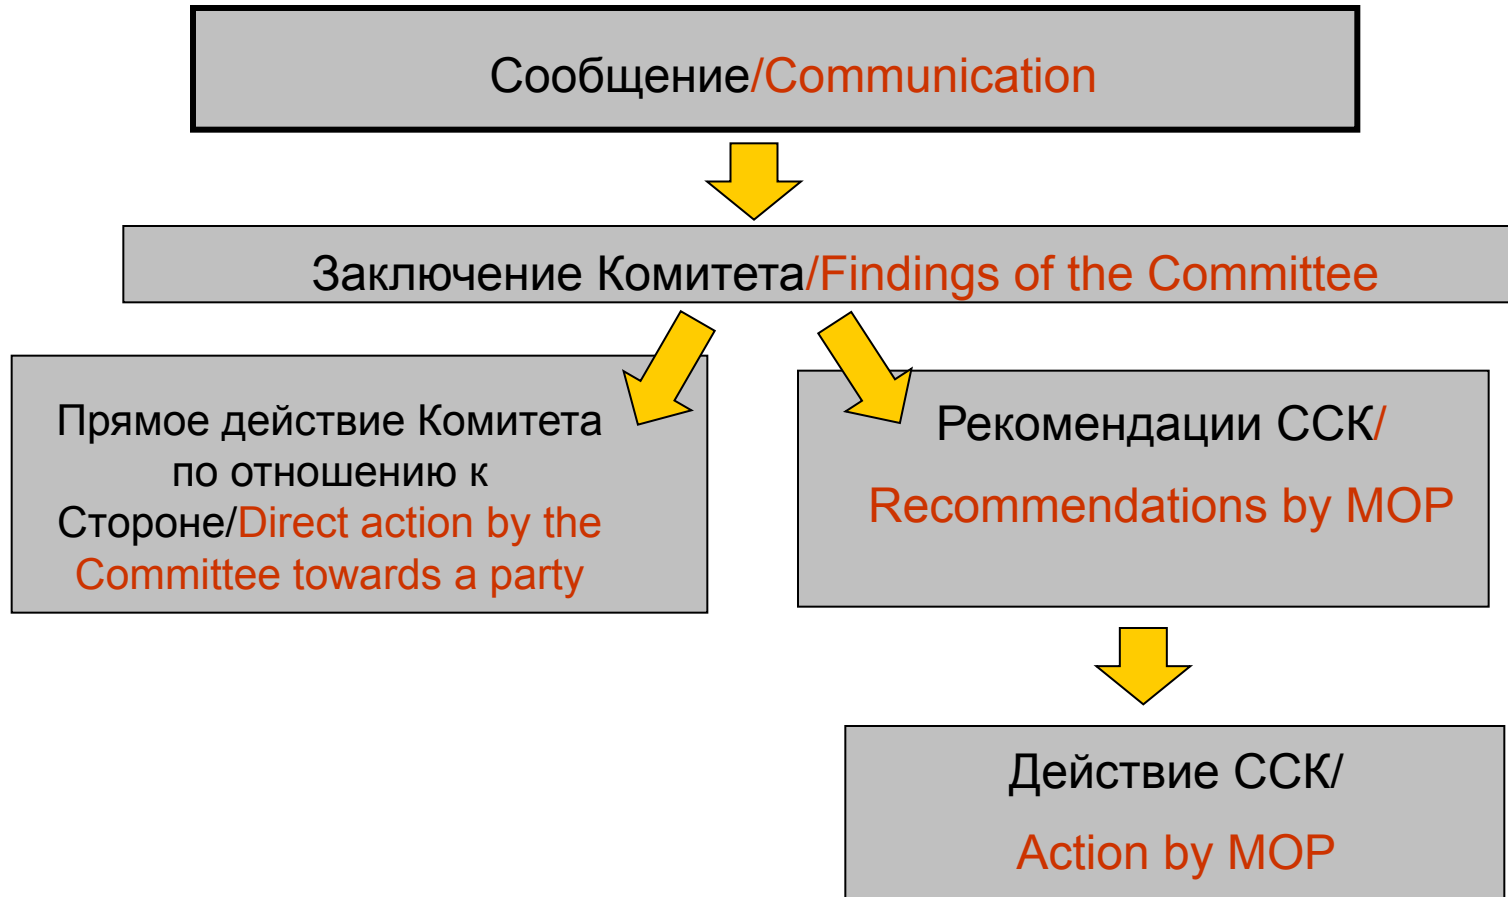 Сообщение/Communication
Заключение Комитета/Findings of the Committee
Прямое действие Комитета
по отношению к
Стороне/Direct action by the
Committee towards a party
Рекомендации ССК/
Recommendations by MOP
Действие ССК/
Action by MOP